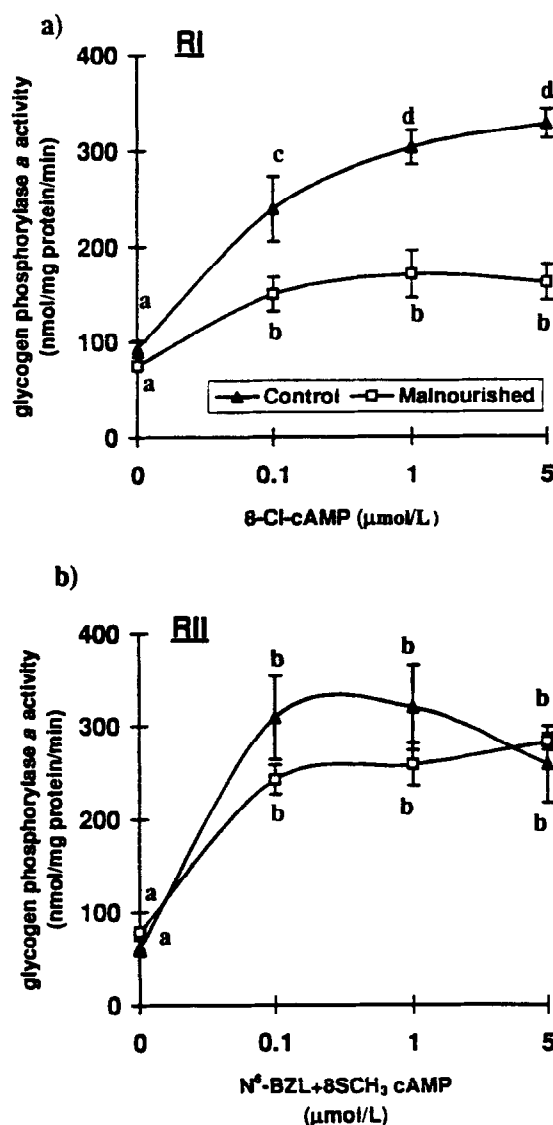 a)
RI
glycogen phosphorylase a activity
(nmol/mg protein/min)
400
300
200
100
0
a
a
c
b
d
b
d
b
Control
Malnourished
0
0.1
1
5
8-Cl-cAMP (μmol/L)
b)
RII
glycogen phosphorylase a activity
(nmol/mg protein/min)
400
300
200
100
0
a
a
b
b
b
b
b
b
0
0.1
1
5
N⁶-BZL+8SCH₃ cAMP
(μmol/L)